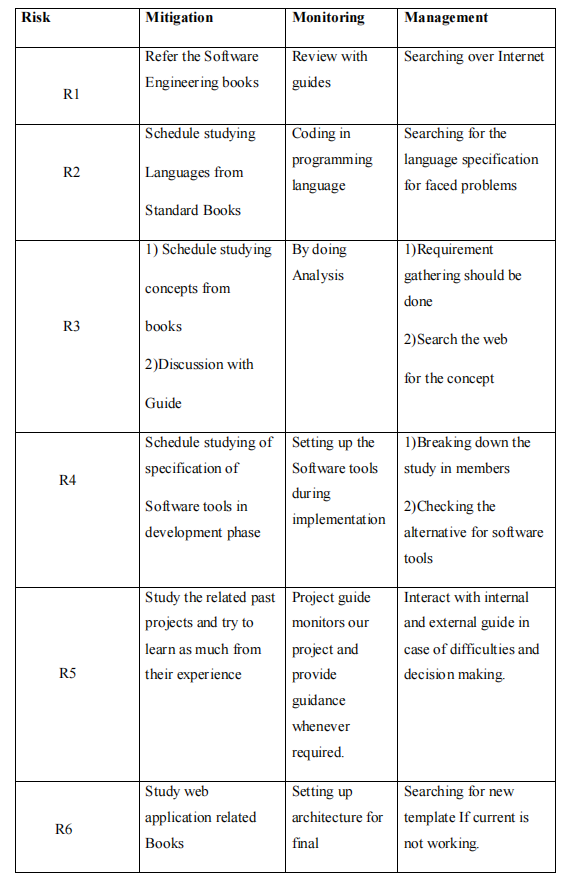 Risk Mitigation Monitoring Management
R1
Refer the Software
Engineering books
Review with
guides
Searching over Internet
R2
Schedule studying
Languages from
Standard Books
Coding in
programming
language
Searching for the
language specification
for faced problems
R3
1) Schedule studying
concepts from
books
2)Discussion with
Guide
By doing
Analysis
1)Requirement
gathering should be
done
2)Search the web
for the concept
R4
Schedule studying of
specification of
Software tools in
development phase
Setting up the
Software tools
during
implementation
1)Breaking down the
study in members
2)Checking the
alternative for software
tools
R5
Study the related past
projects and try to
learn as much from
their experience
Project guide
monitors our
project and
provide
guidance
whenever
required.
Interact with internal
and external guide in
case of difficulties and
decision making.
R6
Study web
application related
Books
Setting up
architecture for
final
Searching for new
template If current is
not working.